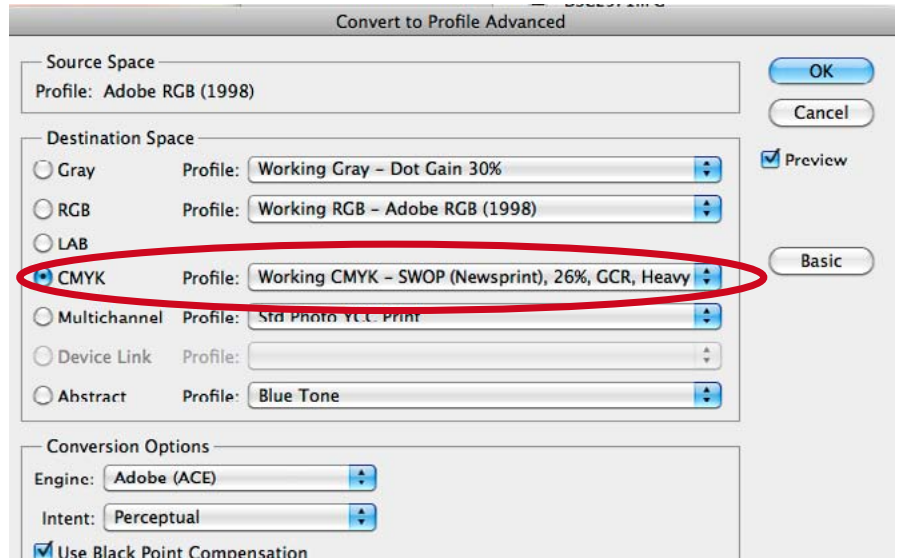 Convert to Profile Advanced
Source Space
Profile: Adobe RGB (1998)
OK
Cancel
Preview
Destination Space
Gray Profile: Working Gray - Dot Gain 30%
RGB Profile: Working RGB - Adobe RGB (1998)
LAB
Basic
CMYK Profile: Working CMYK - SWOP (Newsprint), 26%, GCR, Heavy
Multichannel Profile: Std Photo YCC Print
Device Link Profile:
Abstract Profile: Blue Tone
Conversion Options
Engine: Adobe (ACE)
Intent: Perceptual
Use Black Point Compensation